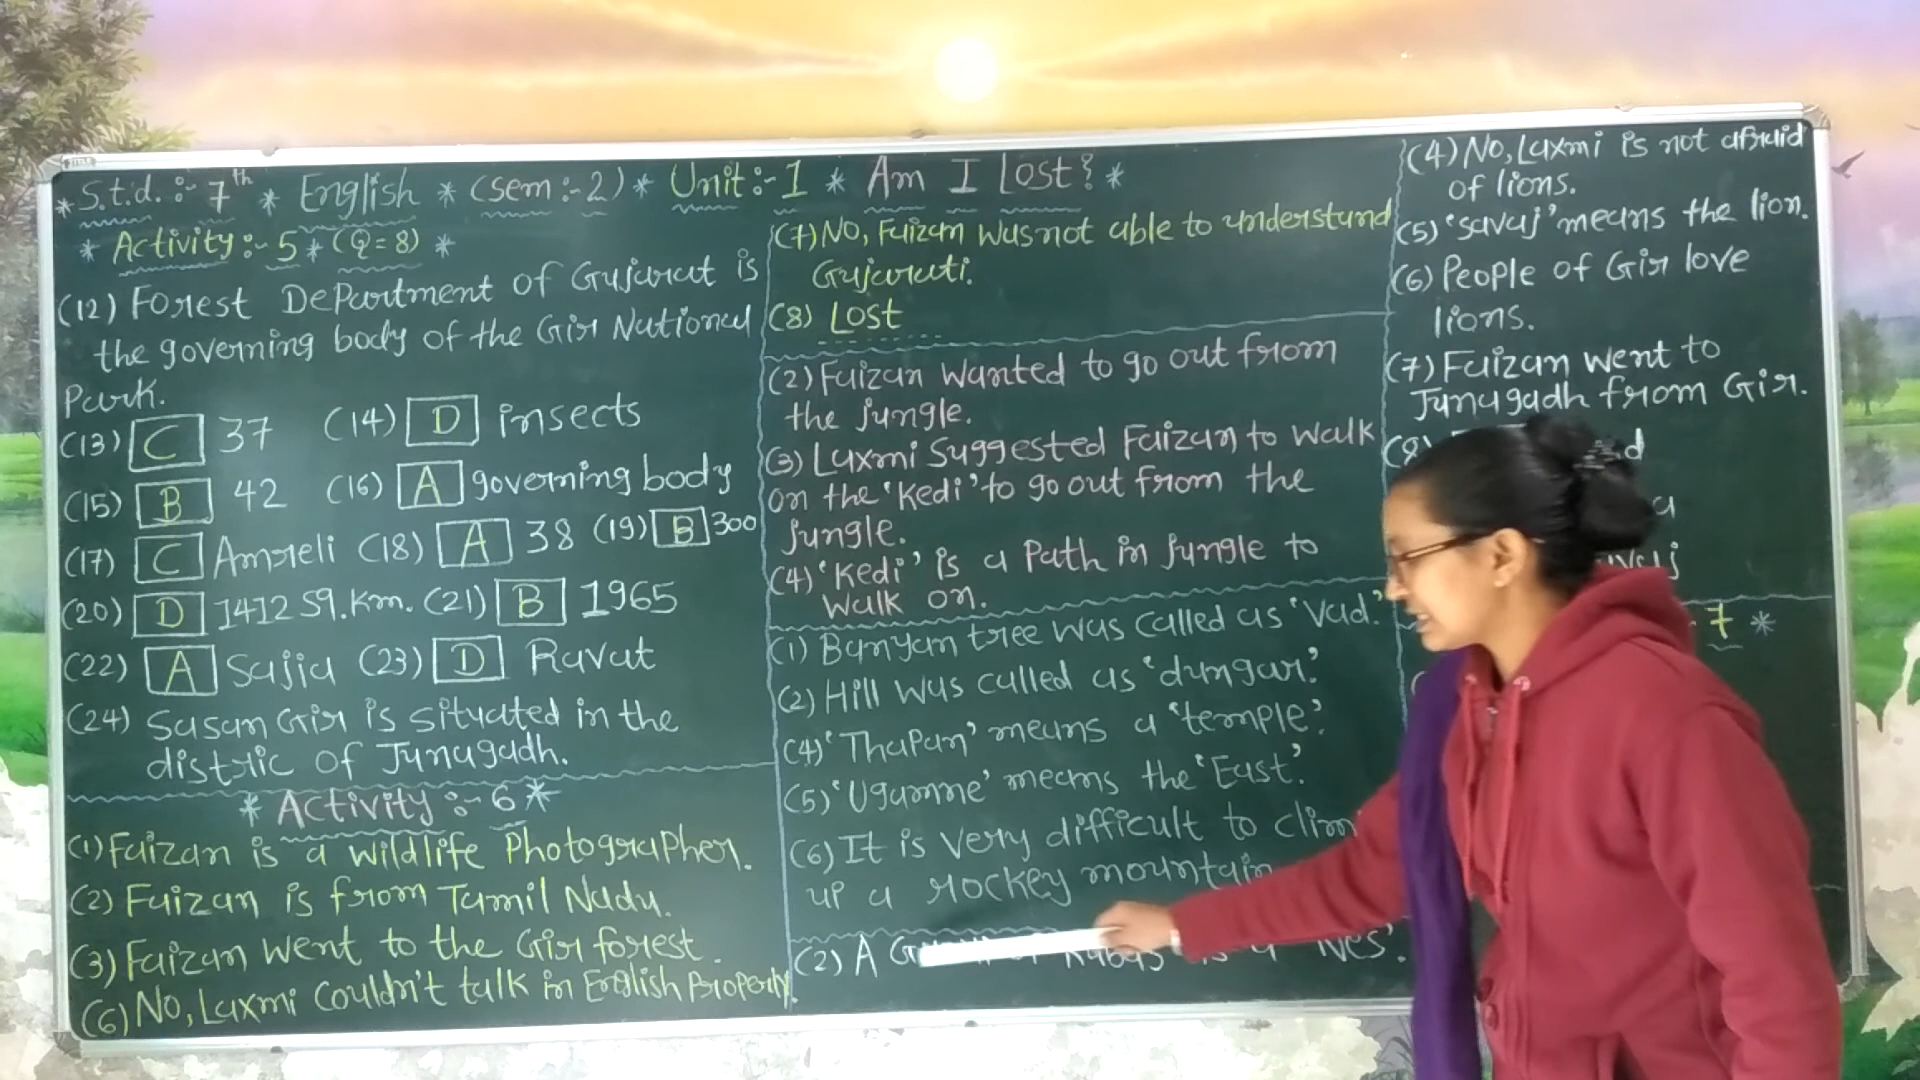 * S.t.d. :- 7th * English * (Sem :- 2) * Unit :- 1 * Am I Lost? *
* Activity :- 5 * (Q = 8) *
(12) Forest Department of Gujarat is
the governing body of the Gir National
Park.
(13) C 37 (14) D insects
(15) B 42 (16) A governing body
(17) C Amreli (18) A 38 (19) B 300
(20) D 1412 sq. Km. (21) B 1965
(22) A Sajia (23) D Ravat
(24) Sasan Gir is situated in the
distric of Junagadh.
* Activity :- 6 *
(1) Faizan is a wildlife Photographer.
(2) Faizan is from Tamil Nadu.
(3) Faizan went to the Gir forest.
(6) No, Laxmi Couldn't talk in English Properly.
(7) No, Faizan was not able to understand
Gujarati.
(8) Lost
(2) Faizan wanted to go out from
the jungle.
(3) Laxmi Suggested Faizan to walk
on the 'Kedi' to go out from the
jungle.
(4) 'Kedi' is a Path in jungle to
walk on.
(1) Banyan tree was called as 'Vad.'
(2) Hill was called as 'dungar.'
(4) 'Thapan' means a 'temple'.
(5) 'Ugamne' means the 'East'.
(6) It is very difficult to
up a rockey mountain
(2) A 'Nes'.
(4) No, Laxmi is not afraid
of lions.
(5) 'savaj' means the lion.
(6) People of Gir love
lions.
(7) Faizan went to
Junagadh from Gir.
(8)
7 *